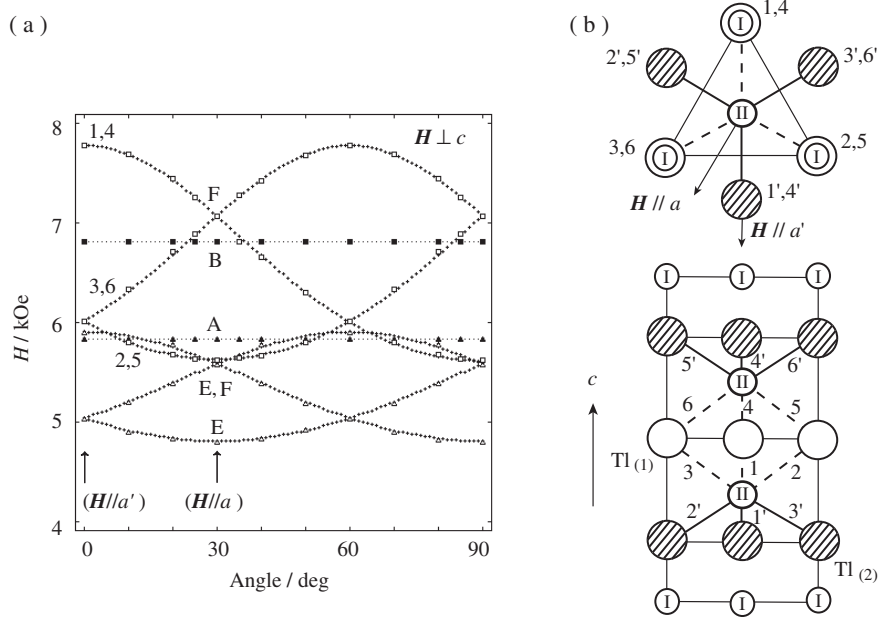 ( a )
8
7
6
5
4
H / kOe
1,4
H ⊥ c
F
B
3,6
A
2,5
E, F
E
(H//a' )
(H//a)
0
30
60
90
Angle / deg
( b )
1,4
I
2',5'
3',6'
II
3,6
I
I
2,5
1',4'
H // a
H // a'
I
I
I
5'
4'
6'
II
c
6
4
5
Tl (1)
3
1
2
II
2'
1'
3'
Tl (2)
I
I
I